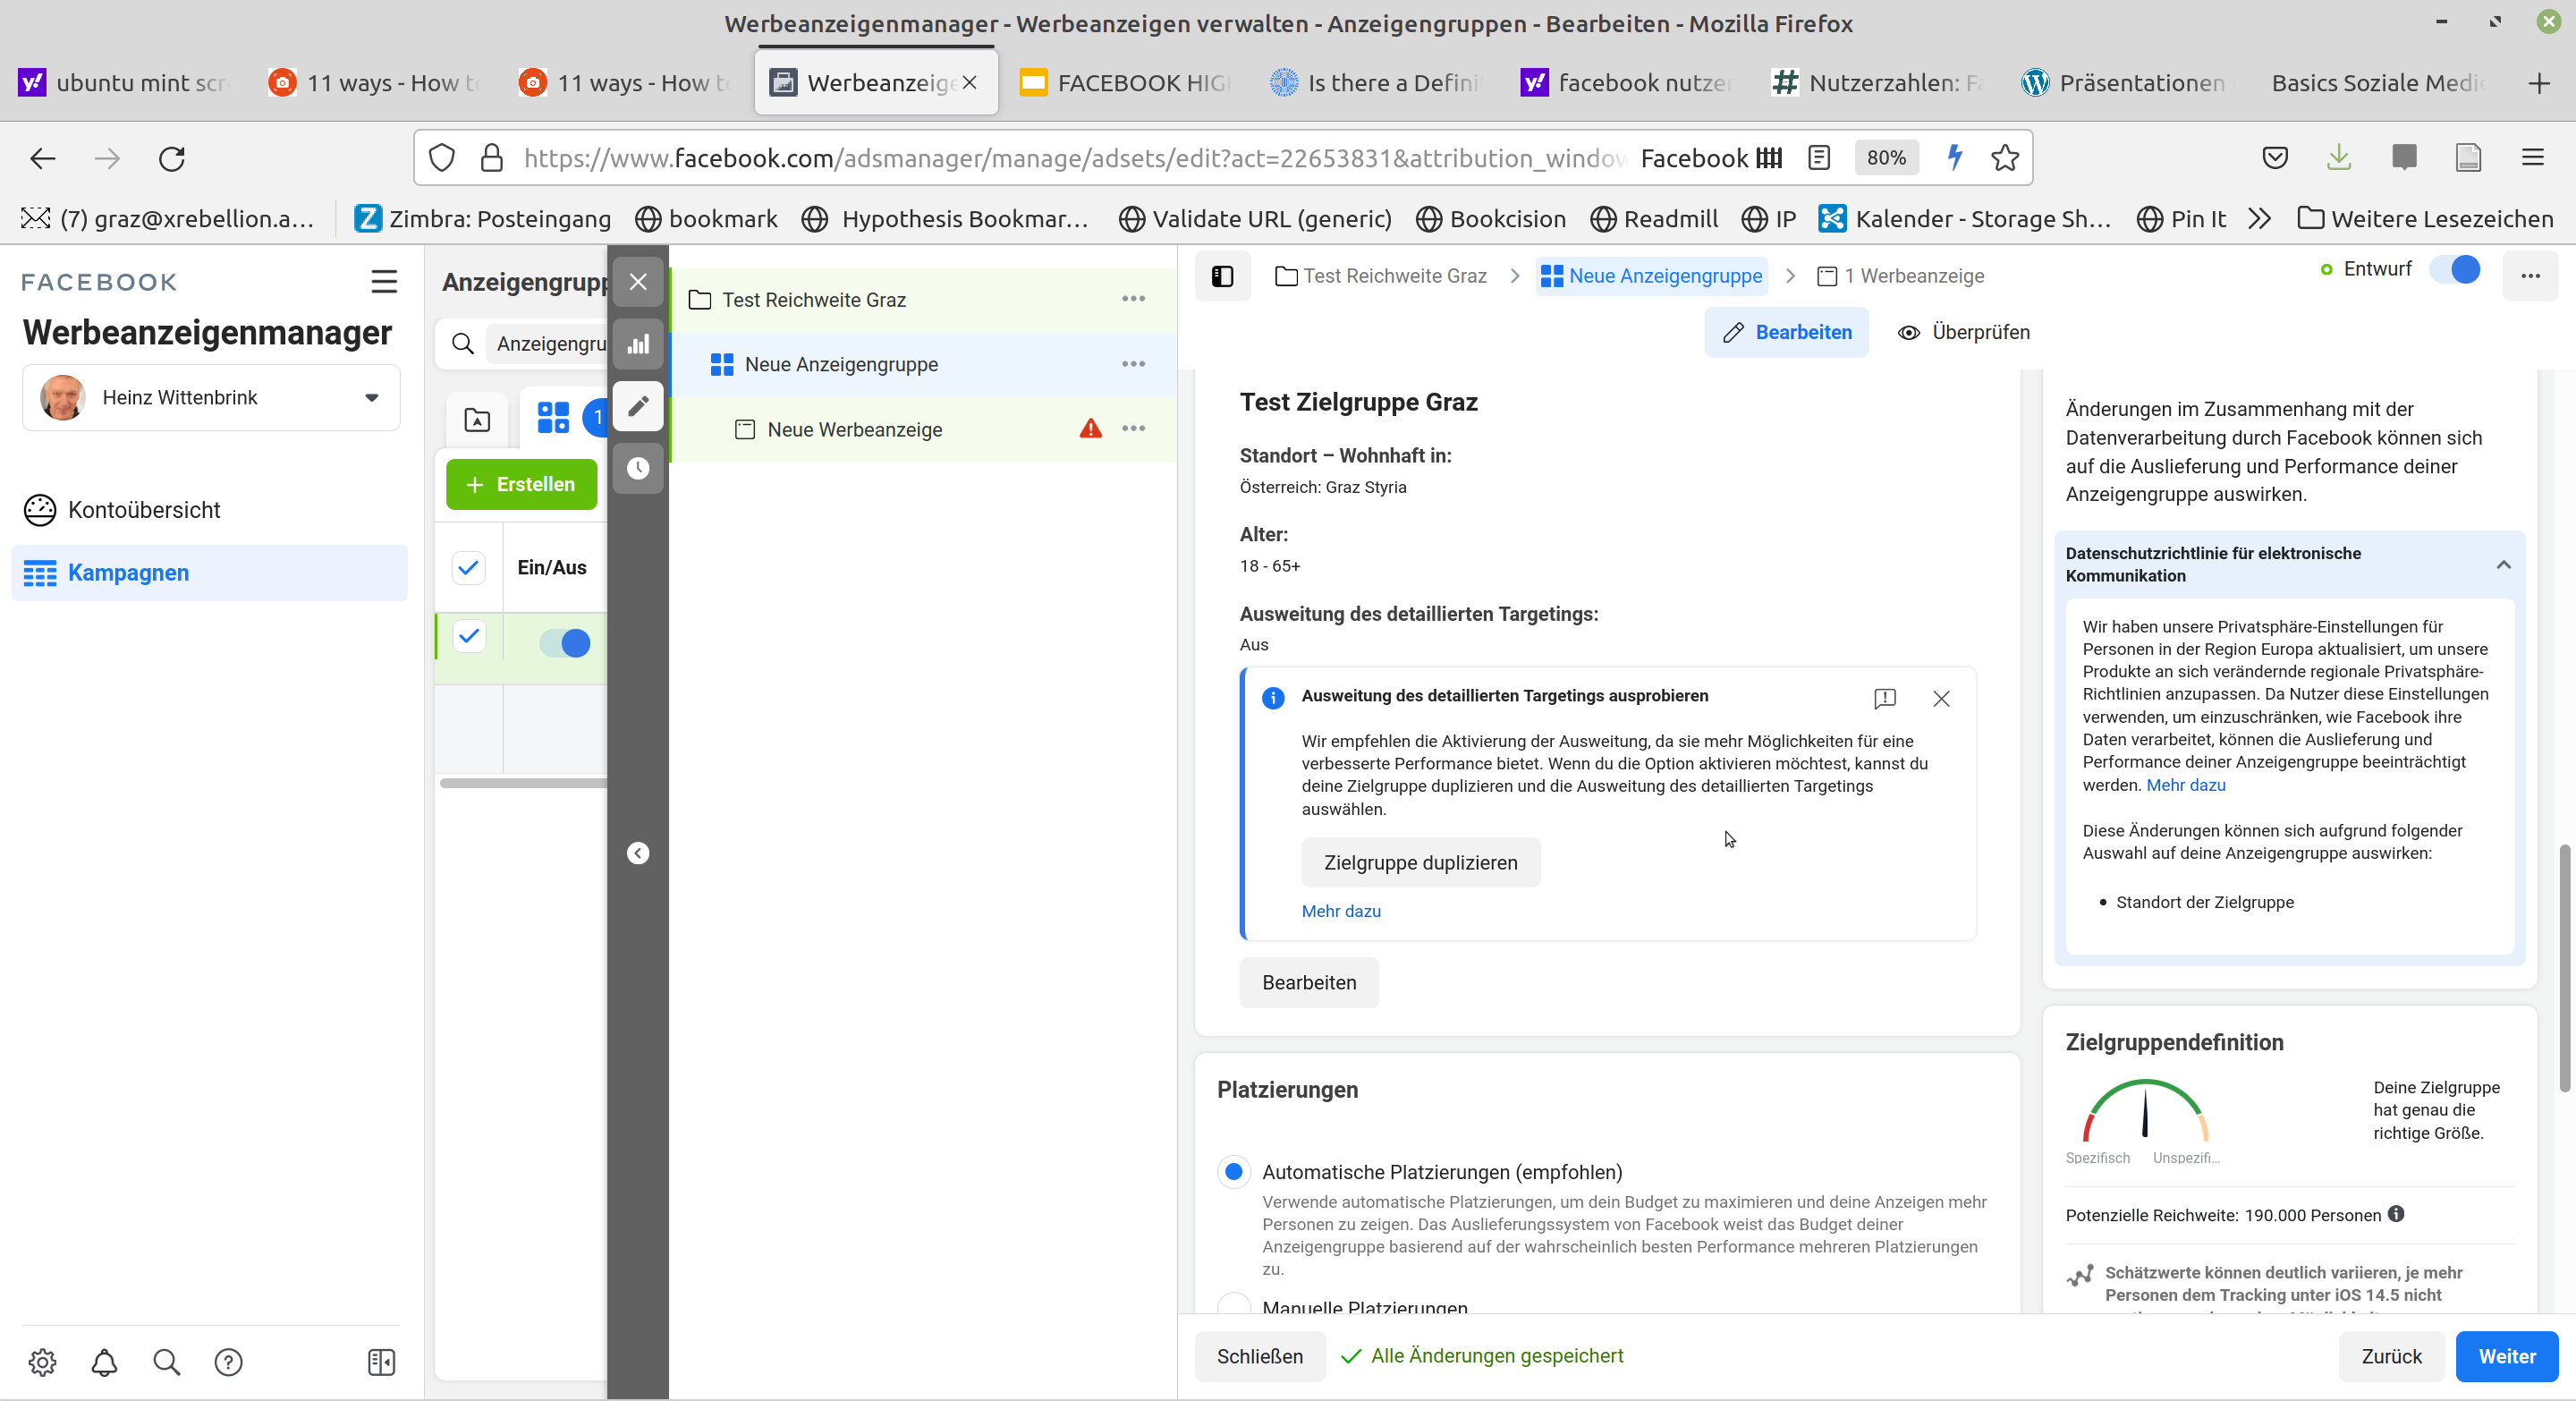 Werbeanzeigenmanager - Werbeanzeigen verwalten - Anzeigengruppen - Bearbeiten - Mozilla Firefox
ubuntu mint scr
11 ways - How to
11 ways - How to
Werbeanzeige
FACEBOOK HIG
Is there a Defini
facebook nutzer
Nutzerzahlen: Fa
Präsentationen
Basics Soziale Medie
https://www.facebook.com/adsmanager/manage/adsets/edit?act=22653831&attribution_window
Facebook
80%
(7) graz@xrebellion.a...
Zimbra: Posteingang
bookmark
Hypothesis Bookmar...
Validate URL (generic)
Bookcision
Readmill
IP
Kalender - Storage Sh...
Pin It
Weitere Lesezeichen
FACEBOOK
Werbeanzeigenmanager
Heinz Wittenbrink
Kontoübersicht
Kampagnen
Anzeigengrupp
Anzeigengru
1
+ Erstellen
Ein/Aus
Test Reichweite Graz
Neue Anzeigengruppe
Neue Werbeanzeige
Test Reichweite Graz
Neue Anzeigengruppe
1 Werbeanzeige
Entwurf
Bearbeiten
Überprüfen
Test Zielgruppe Graz
Standort – Wohnhaft in:
Österreich: Graz Styria
Alter:
18 - 65+
Ausweitung des detaillierten Targetings:
Aus
Ausweitung des detaillierten Targetings ausprobieren
Wir empfehlen die Aktivierung der Ausweitung, da sie mehr Möglichkeiten für eine
verbesserte Performance bietet. Wenn du die Option aktivieren möchtest, kannst du
deine Zielgruppe duplizieren und die Ausweitung des detaillierten Targetings
auswählen.
Zielgruppe duplizieren
Mehr dazu
Bearbeiten
Platzierungen
Automatische Platzierungen (empfohlen)
Verwende automatische Platzierungen, um dein Budget zu maximieren und deine Anzeigen mehr
Personen zu zeigen. Das Auslieferungssystem von Facebook weist das Budget deiner
Anzeigengruppe basierend auf der wahrscheinlich besten Performance mehreren Platzierungen
zu.
Manuelle Platzierungen
Änderungen im Zusammenhang mit der
Datenverarbeitung durch Facebook können sich
auf die Auslieferung und Performance deiner
Anzeigengruppe auswirken.
Datenschutzrichtlinie für elektronische
Kommunikation
Wir haben unsere Privatsphäre-Einstellungen für
Personen in der Region Europa aktualisiert, um unsere
Produkte an sich verändernde regionale Privatsphäre-
Richtlinien anzupassen. Da Nutzer diese Einstellungen
verwenden, um einzuschränken, wie Facebook ihre
Daten verarbeitet, können die Auslieferung und
Performance deiner Anzeigengruppe beeinträchtigt
werden. Mehr dazu
Diese Änderungen können sich aufgrund folgender
Auswahl auf deine Anzeigengruppe auswirken:
• Standort der Zielgruppe
Zielgruppendefinition
Deine Zielgruppe
hat genau die
richtige Größe.
Spezifisch
Unspezifi...
Potenzielle Reichweite: 190.000 Personen
Schätzwerte können deutlich variieren, je mehr
Personen dem Tracking unter iOS 14.5 nicht
Schließen
Alle Änderungen gespeichert
Zurück
Weiter